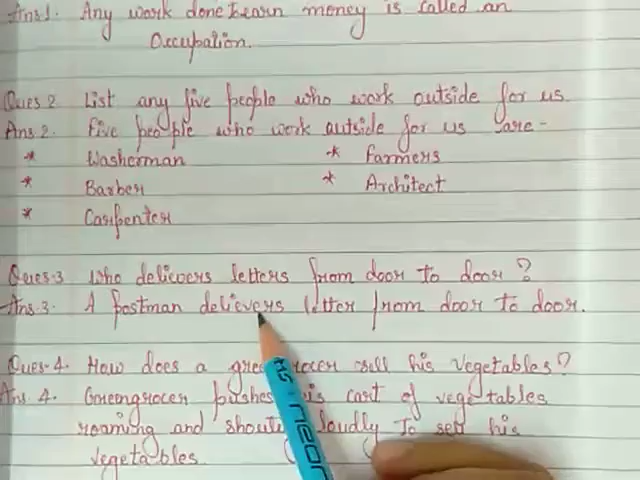 Ans 1. Any work done to earn money is called an
Occupation.
Ques 2 List any five people who work outside for us.
Ans 2. Five people who work outside for us are-
* Washerman * Farmers
* Barber * Architect
* Carpenter
Ques-3 Who delivers letters from door to door?
Ans-3. A Postman delievers letter from door to door.
Ques-4. How does a sell his vegetables?
Ans 4. Greengrocer pushes his cart of vegetables
roaming and shouts loudly to sell his
vegetables.
NEON